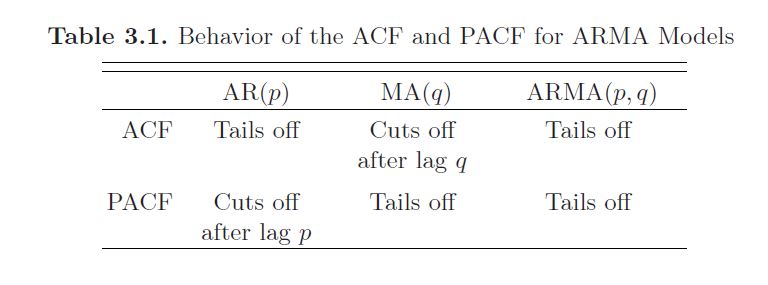 Table 3.1. Behavior of the ACF and PACF for ARMA Models
AR(p) MA(q) ARMA(p, q)
ACF Tails off Cuts off Tails off
after lag q
PACF Cuts off Tails off Tails off
after lag p